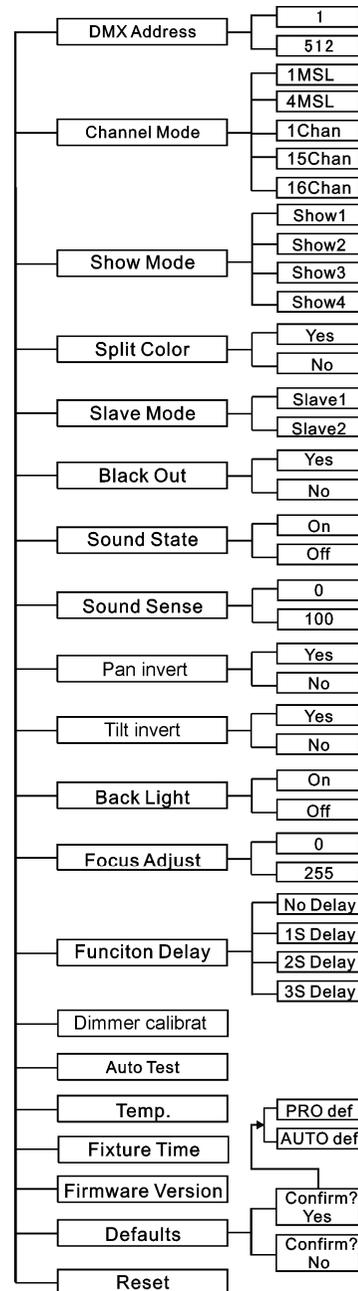 DMX Address
1
512
Channel Mode
1MSL
4MSL
1Chan
15Chan
16Chan
Show Mode
Show1
Show2
Show3
Show4
Split Color
Yes
No
Slave Mode
Slave1
Slave2
Black Out
Yes
No
Sound State
On
Off
Sound Sense
0
100
Pan invert
Yes
No
Tilt invert
Yes
No
Back Light
On
Off
Focus Adjust
0
255
Funciton Delay
No Delay
1S Delay
2S Delay
3S Delay
Dimmer calibrat
Auto Test
Temp.
Fixture Time
Firmware Version
Defaults
PRO def
AUTO def
Confirm?
Yes
Confirm?
No
Reset